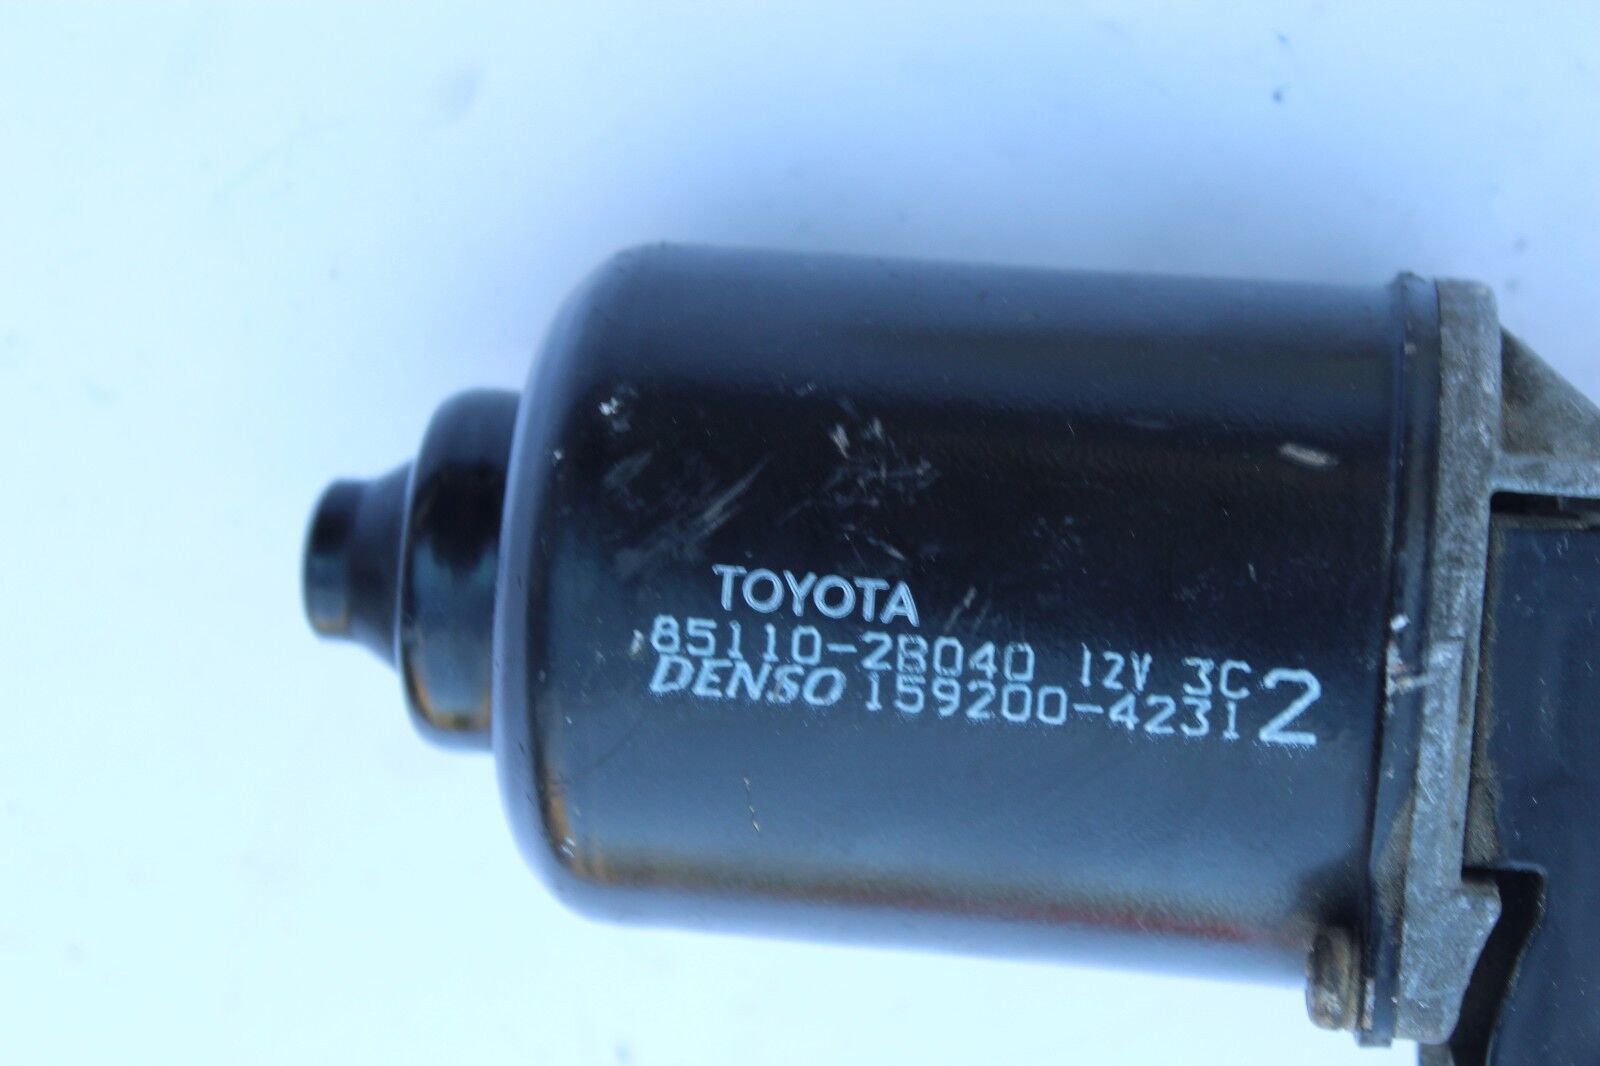 TOYOTA
85110-2B040 12V 3C
DENSO 159200-4231 2